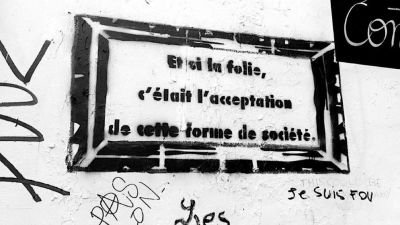 Con
Et si la folie,
c'était l'acceptation
de cette forme de société.
Je SUIS FOU